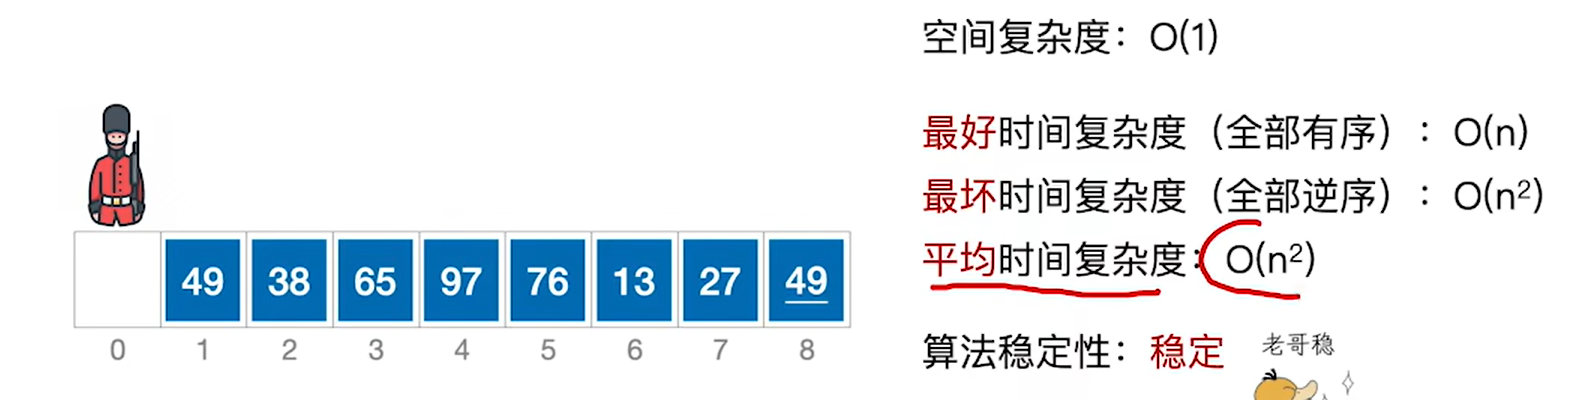 空间复杂度：O(1)
最好时间复杂度（全部有序）：O(n)
最坏时间复杂度（全部逆序）：O(n²)
平均时间复杂度：O(n²)
算法稳定性：稳定
老哥稳
49 38 65 97 76 13 27 49
0 1 2 3 4 5 6 7 8